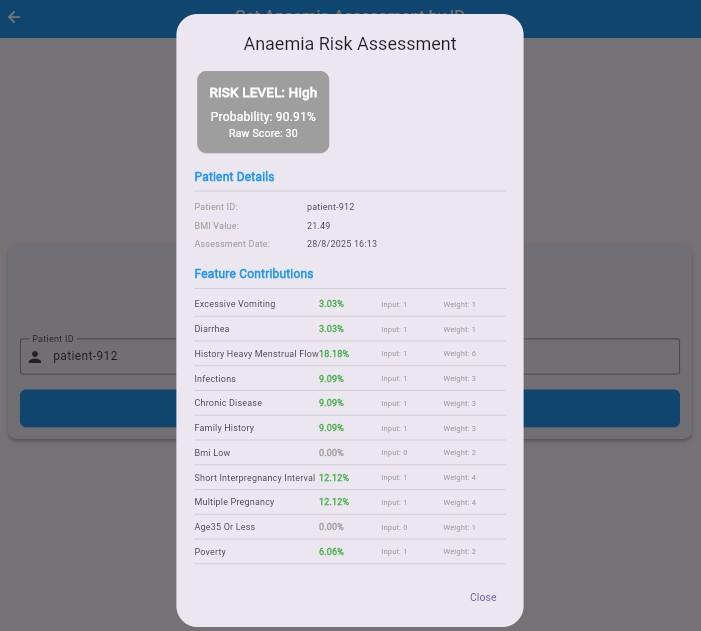 Get Anaemia Assessment by ID
Anaemia Risk Assessment
RISK LEVEL: High
Probability: 90.91%
Raw Score: 30
Patient Details
Patient ID: patient-912
BMI Value: 21.49
Assessment Date: 28/8/2025 16:13
Feature Contributions
Excessive Vomiting 3.03% Input: 1 Weight: 1
Diarrhea 3.03% Input: 1 Weight: 1
History Heavy Menstrual Flow 18.18% Input: 1 Weight: 6
Infections 9.09% Input: 1 Weight: 3
Chronic Disease 9.09% Input: 1 Weight: 3
Family History 9.09% Input: 1 Weight: 3
Bmi Low 0.00% Input: 0 Weight: 2
Short Interpregnancy Interval 12.12% Input: 1 Weight: 4
Multiple Pregnancy 12.12% Input: 1 Weight: 4
Age35 Or Less 0.00% Input: 0 Weight: 1
Poverty 6.06% Input: 1 Weight: 2
Close
Patient ID
patient-912